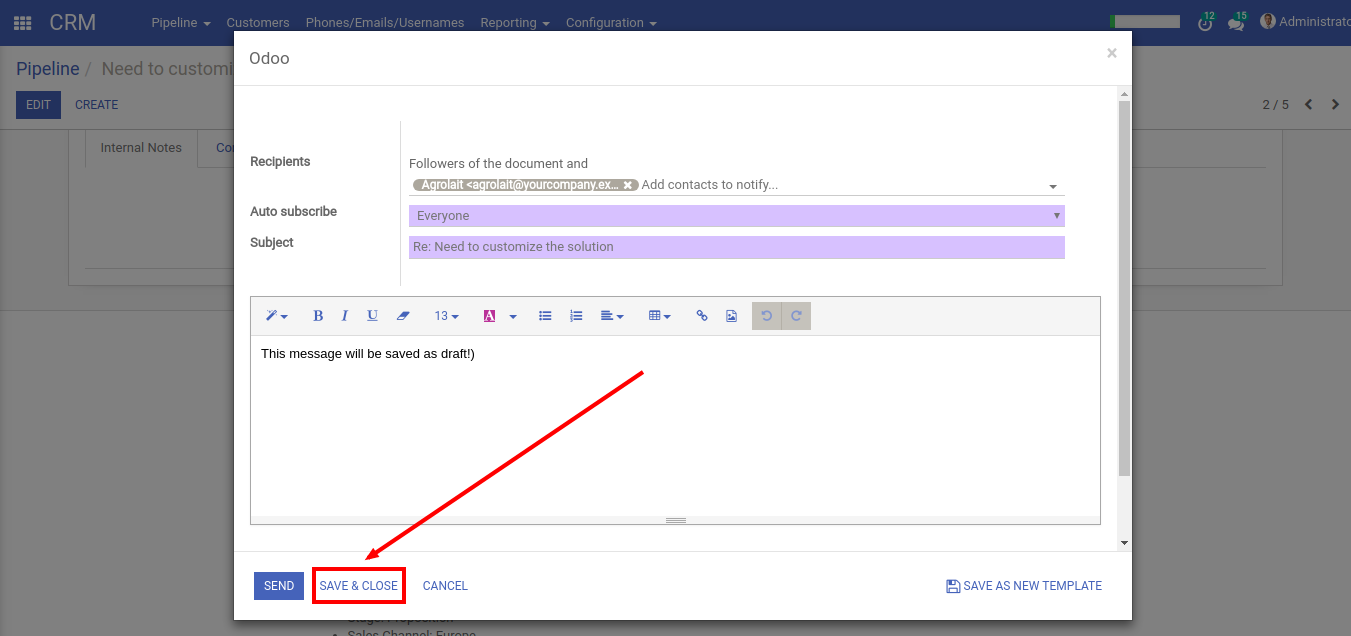 CRM Pipeline Customers Phones/Emails/Usernames Reporting Configuration 12 15 Administrato
Odoo ×
Pipeline / Need to customi
EDIT CREATE 2 / 5
Internal Notes Co
Recipients Followers of the document and
Agrolait <agrolait@yourcompany.ex... × Add contacts to notify...
Auto subscribe Everyone
Subject Re: Need to customize the solution
B I U 13 A
This message will be saved as draft!)
SEND SAVE & CLOSE CANCEL SAVE AS NEW TEMPLATE
Stage: Proposition
Sales Channel: Europe